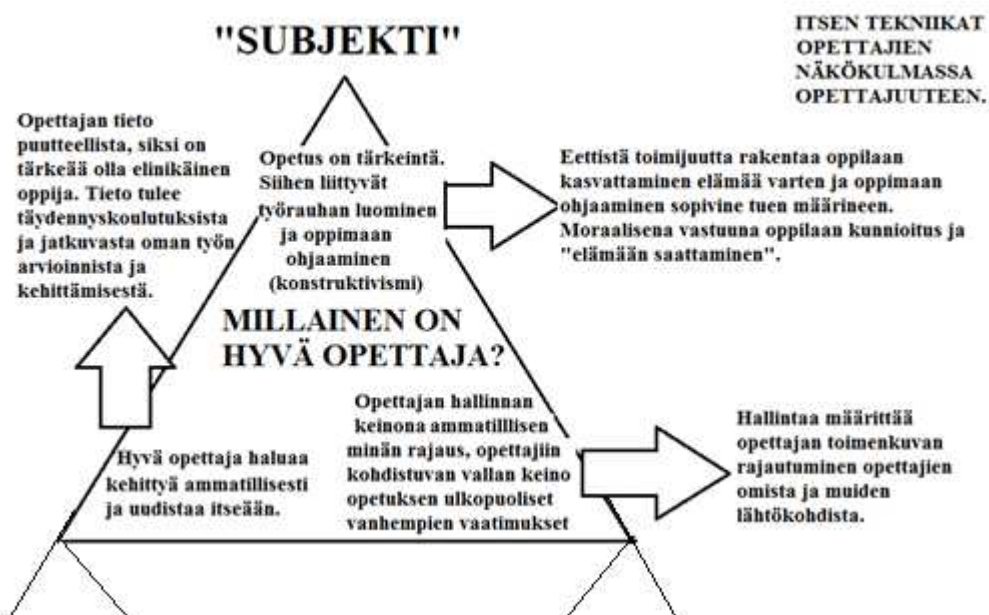 "SUBJEKTI"
ITSEN TEKNIIKAT
OPETTAJIEN
NÄKÖKULMASSA
OPETTAJUUTEEN.
Opettajan tieto
puutteellista, siksi on
tärkeää olla elinikäinen
oppija. Tieto tulee
täydennyskoulutuksista
ja jatkuvasta oman työn
arvioinnista ja
kehittämisestä.
Opetus on tärkeintä.
Siihen liittyvät
työrauhan luominen
ja oppimaan
ohjaaminen
(konstruktivismi)
Eettistä toimijuutta rakentaa oppilaan
kasvattaminen elämää varten ja oppimaan
ohjaaminen sopivine tuen määrineen.
Moraalisena vastuuna oppilaan kunnioitus ja
"elämään saattaminen".
MILLAINEN ON
HYVÄ OPETTAJA?
Hyvä opettaja haluaa
kehittyä ammatillisesti
ja uudistaa itseään.
Opettajan hallinnan
keinona ammatilllisen
minän rajaus, opettajiin
kohdistuvan vallan keino
opetuksen ulkopuoliset
vanhempien vaatimukset
Hallintaa määrittää
opettajan toimenkuvan
rajautuminen opettajien
omista ja muiden
lähtökohdista.